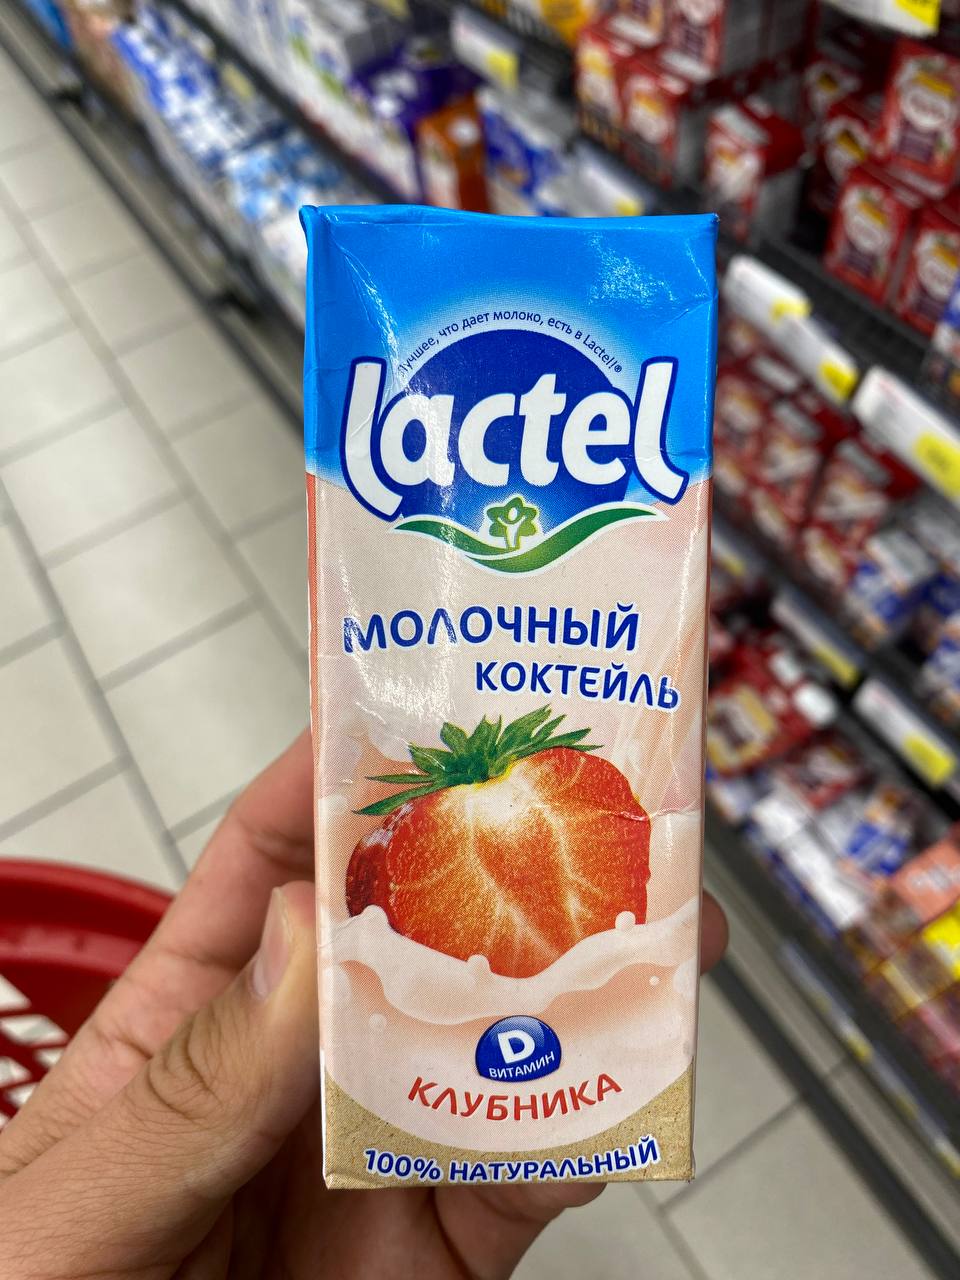 Лучшее, что дает молоко, есть в Lactel!®
lactel
МОЛОЧНЫЙ
КОКТЕЙЛЬ
D
ВИТАМИН
КЛУБНИКА
100% НАТУРАЛЬНЫЙ